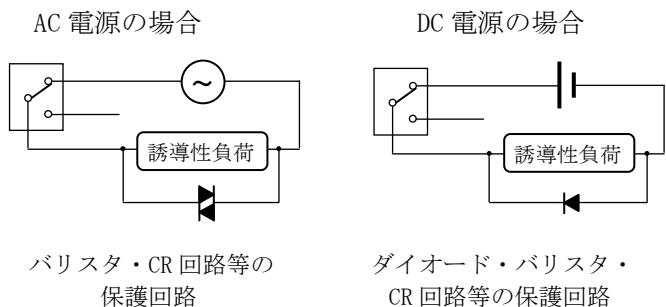 AC 電源の場合
DC 電源の場合
誘導性負荷
誘導性負荷
バリスタ・CR 回路等の
保護回路
ダイオード・バリスタ・
CR 回路等の保護回路